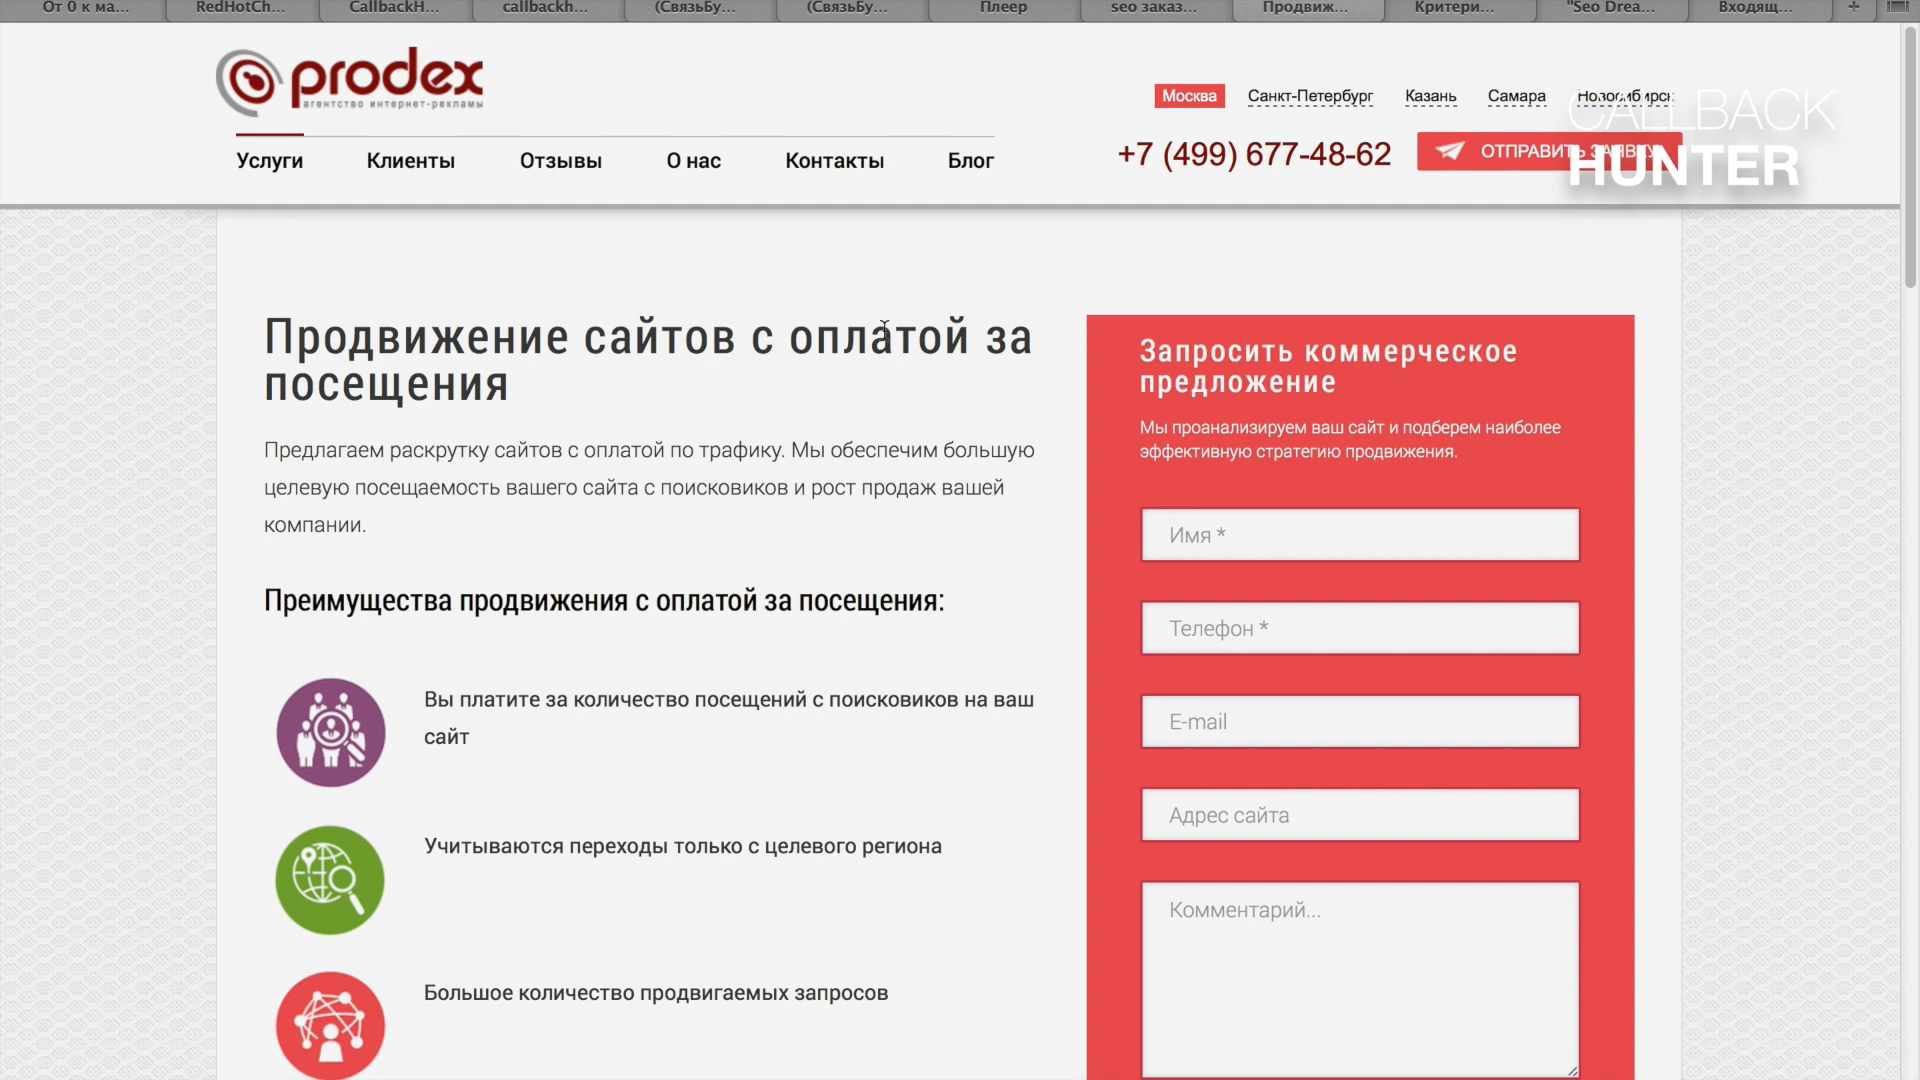 От 0 к ма...
RedHotCh...
CallbackH...
callbackh...
(СвязьБу...
(СвязьБу...
Плеер
seo заказ...
Продвиж...
Критери...
"Seo Drea...
Входящ...
prodex
агентство интернет-рекламы
Москва
Санкт-Петербург
Казань
Самара
Новосибирск
CALLBACK
HUNTER
Услуги
Клиенты
Отзывы
О нас
Контакты
Блог
+7 (499) 677-48-62
ОТПРАВИТЬ ЗАЯВКУ
Продвижение сайтов с оплатой за
посещения
Предлагаем раскрутку сайтов с оплатой по трафику. Мы обеспечим большую
целевую посещаемость вашего сайта с поисковиков и рост продаж вашей
компании.
Преимущества продвижения с оплатой за посещения:
Вы платите за количество посещений с поисковиков на ваш
сайт
Учитываются переходы только с целевого региона
Большое количество продвигаемых запросов
Запросить коммерческое
предложение
Мы проанализируем ваш сайт и подберем наиболее
эффективную стратегию продвижения.
Имя *
Телефон *
E-mail
Адрес сайта
Комментарий...